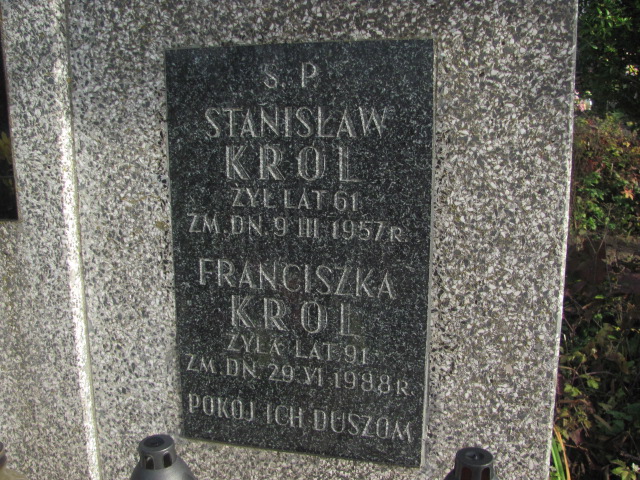 Ś. P
STANISŁAW
KRÓL
ŻYŁ LAT 61
ZM. DN. 9 III 1957 R.
FRANCISZKA
KRÓL
ŻYŁA LAT 91
ZM. DN. 29 VI 1988 R.
POKÓJ ICH DUSZOM